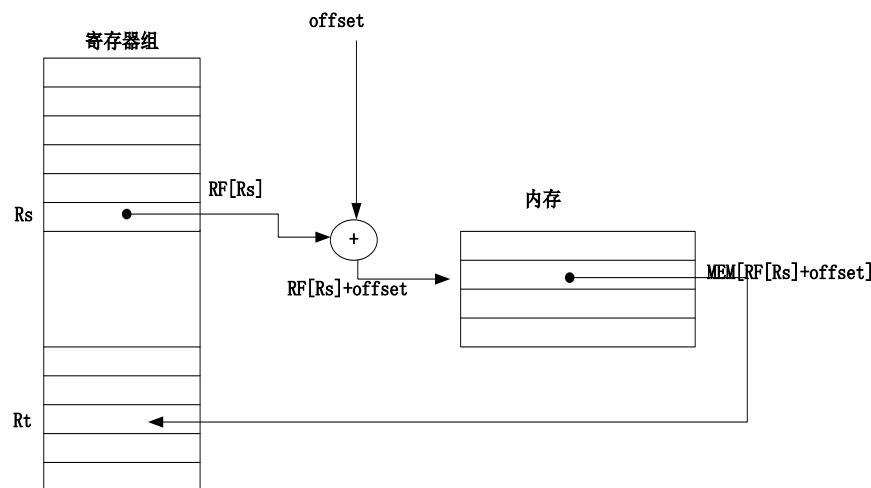 offset
寄存器组
RF[Rs]
内存
Rs
+
MEM[RF[Rs]+offset]
RF[Rs]+offset
Rt